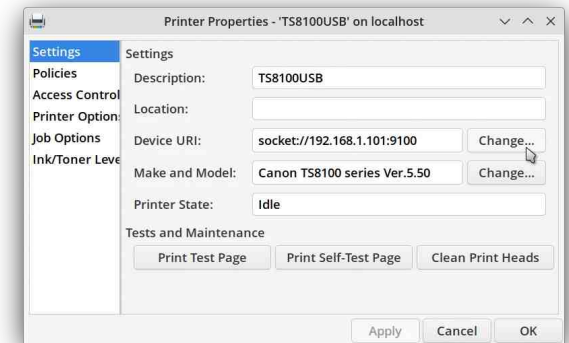 Printer Properties - 'TS8100USB' on localhost
Settings
Policies
Access Control
Printer Options
Job Options
Ink/Toner Leve
Settings
Description: TS8100USB
Location:
Device URI: socket://192.168.1.101:9100 Change...
Make and Model: Canon TS8100 series Ver.5.50 Change...
Printer State: Idle
Tests and Maintenance
Print Test Page Print Self-Test Page Clean Print Heads
Apply Cancel OK